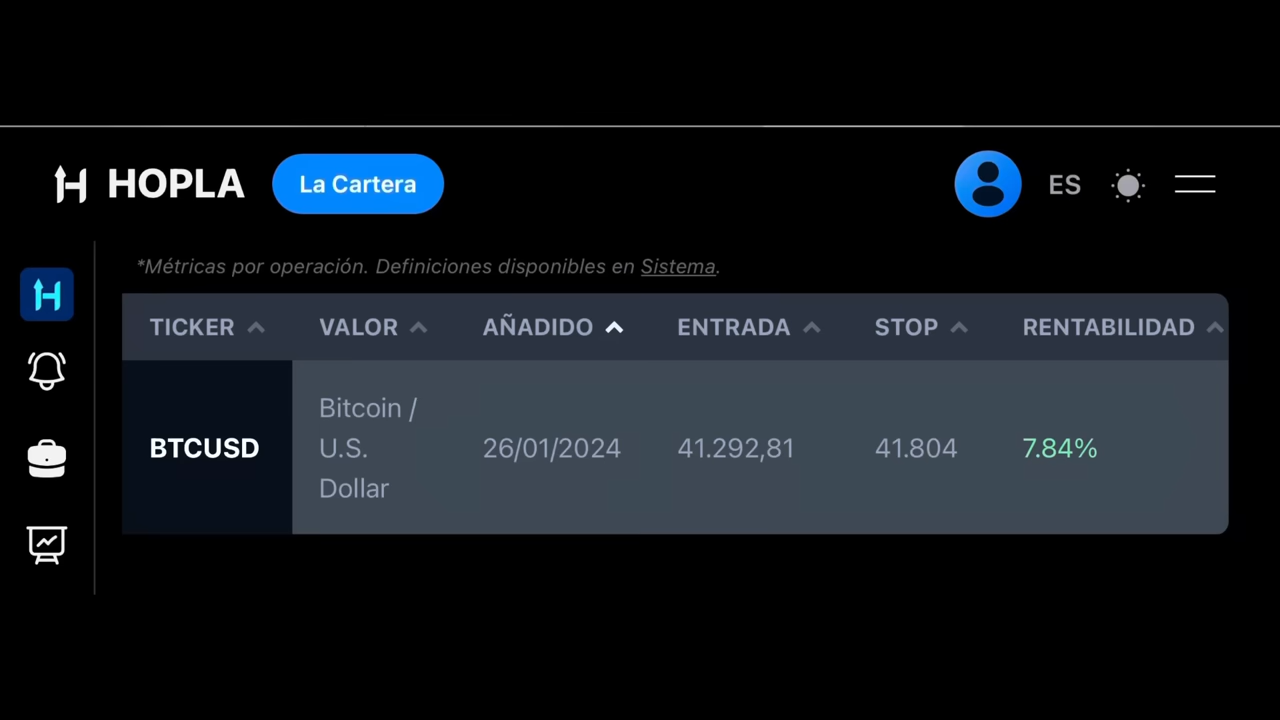 HOPLA
La Cartera
ES
*Métricas por operación. Definiciones disponibles en Sistema.
TICKER VALOR AÑADIDO ENTRADA STOP RENTABILIDAD
Bitcoin /
BTCUSD U.S. 26/01/2024 41.292,81 41.804 7.84%
Dollar